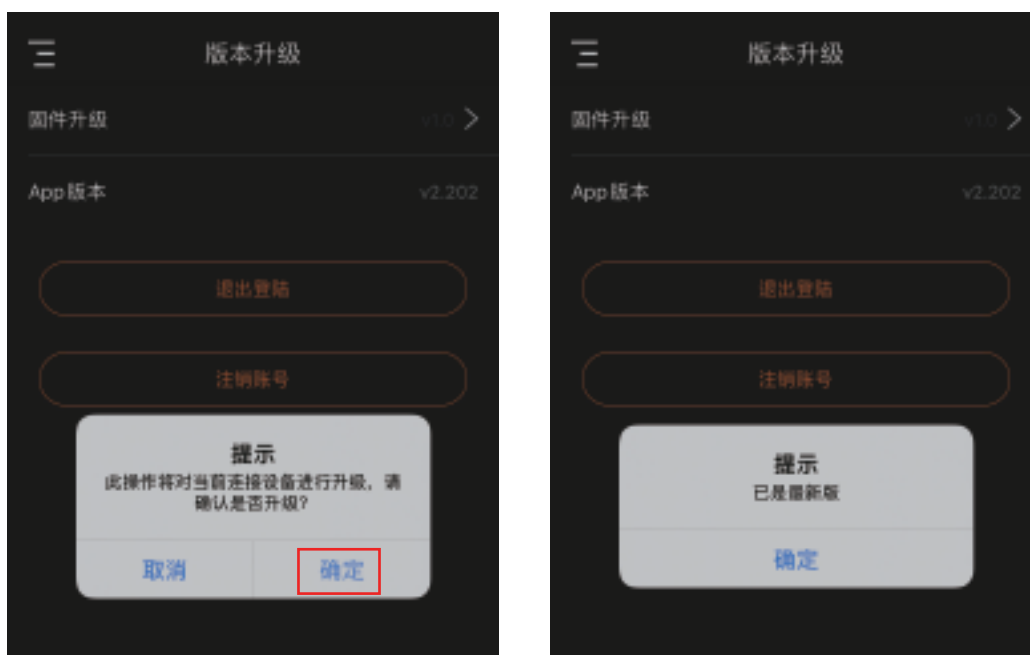 版本升级
固件升级 v1.0
App版本 v2.202
退出登陆
注销账号
提示
此操作将对当前连接设备进行升级，请
确认是否升级？
取消 确定
版本升级
固件升级 v1.0
App版本 v2.202
退出登陆
注销账号
提示
已是最新版
确定